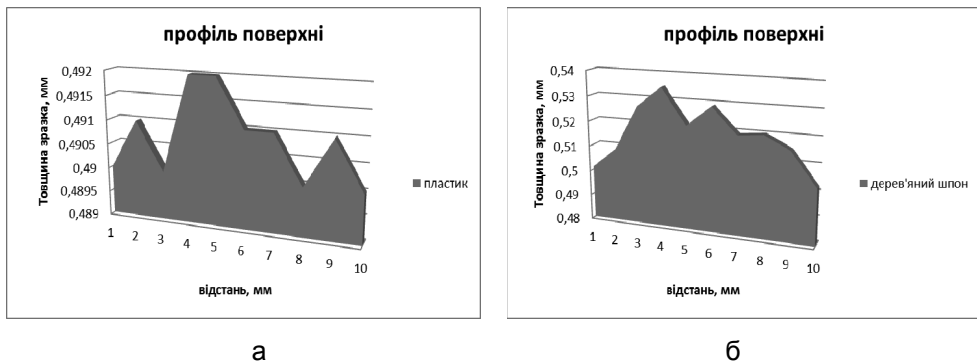 профіль поверхні
Товщина зразка, мм
0,492
0,4915
0,491
0,4905
0,49
0,4895
0,489
1 2 3 4 5 6 7 8 9 10
відстань, мм
пластик
а
профіль поверхні
Товщина зразка, мм
0,54
0,53
0,52
0,51
0,5
0,49
0,48
1 2 3 4 5 6 7 8 9 10
відстань, мм
дерев'яний шпон
б